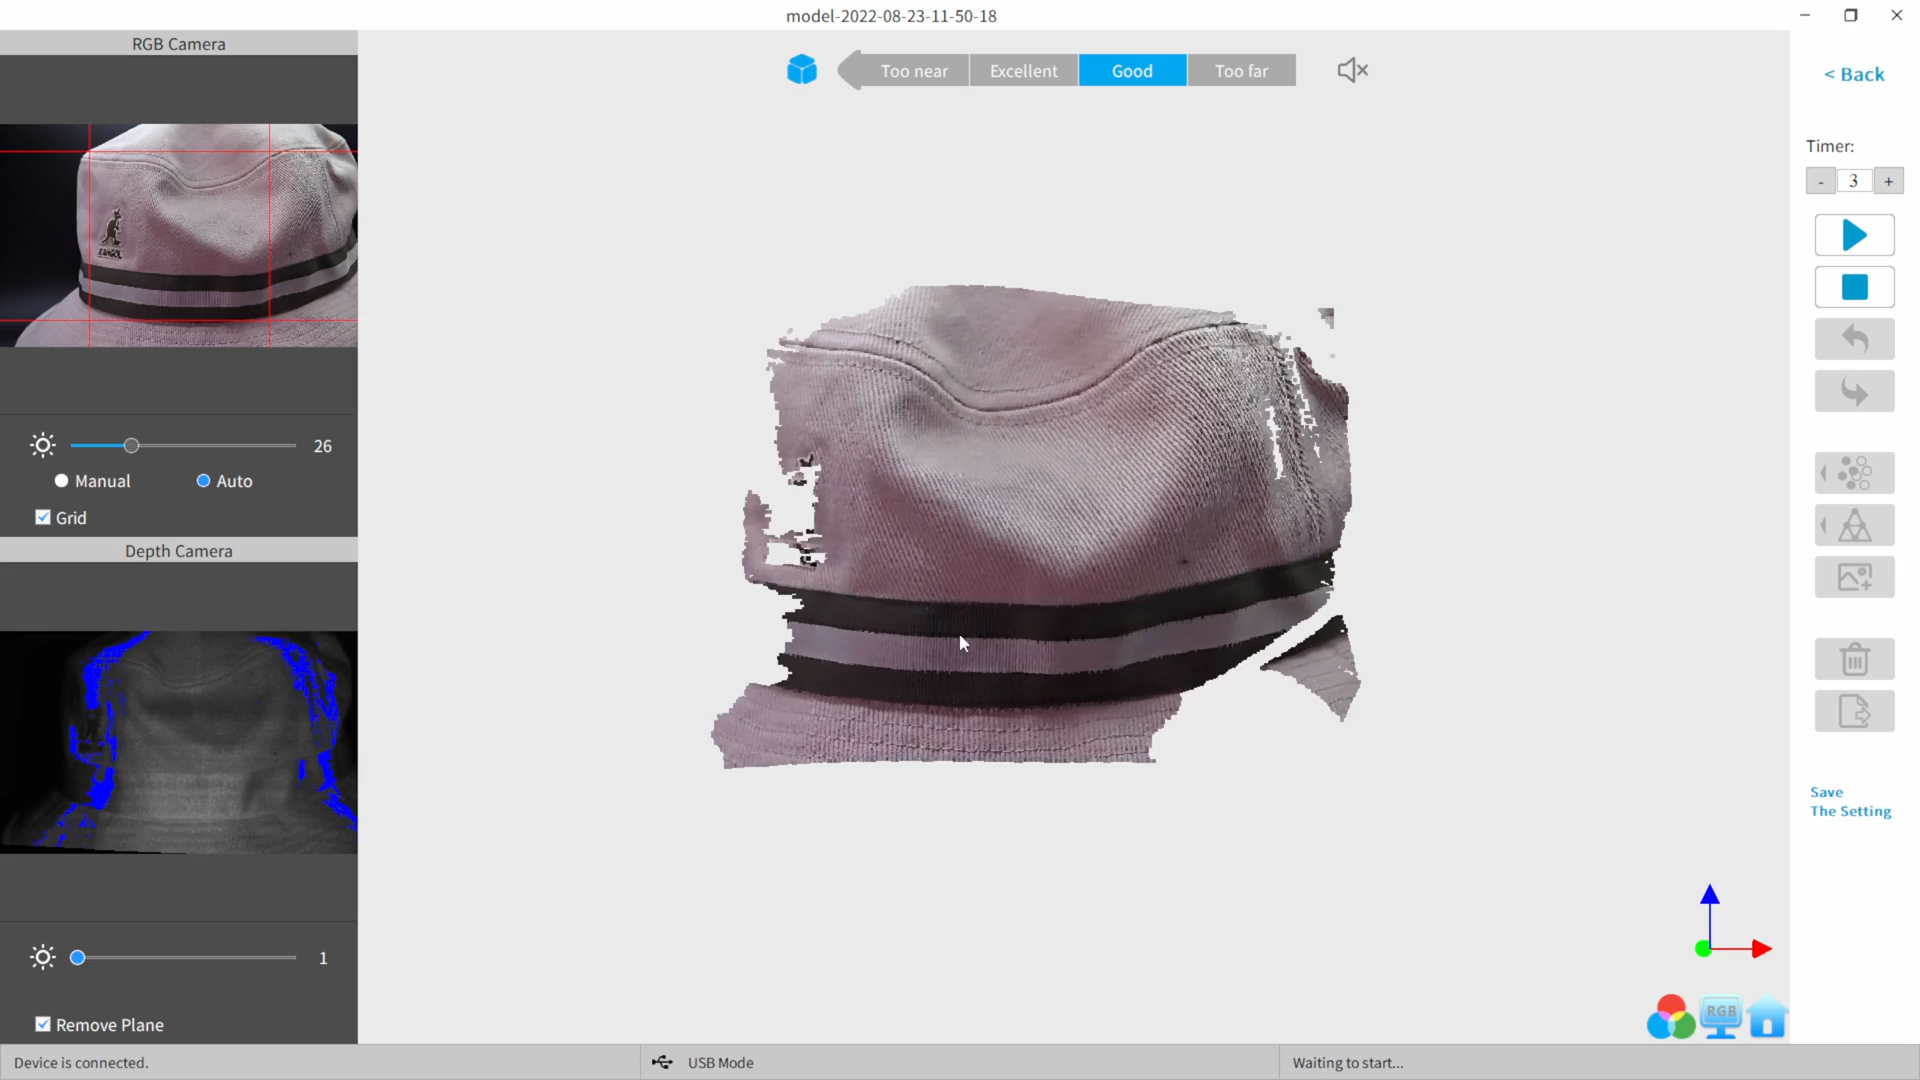 model-2022-08-23-11-50-18
RGB Camera
KANGOL
26
Manual
Auto
Grid
Depth Camera
1
Remove Plane
Too near
Excellent
Good
Too far
< Back
Timer:
- 3 +
Save
The Setting
RGB
Device is connected.
USB Mode
Waiting to start...